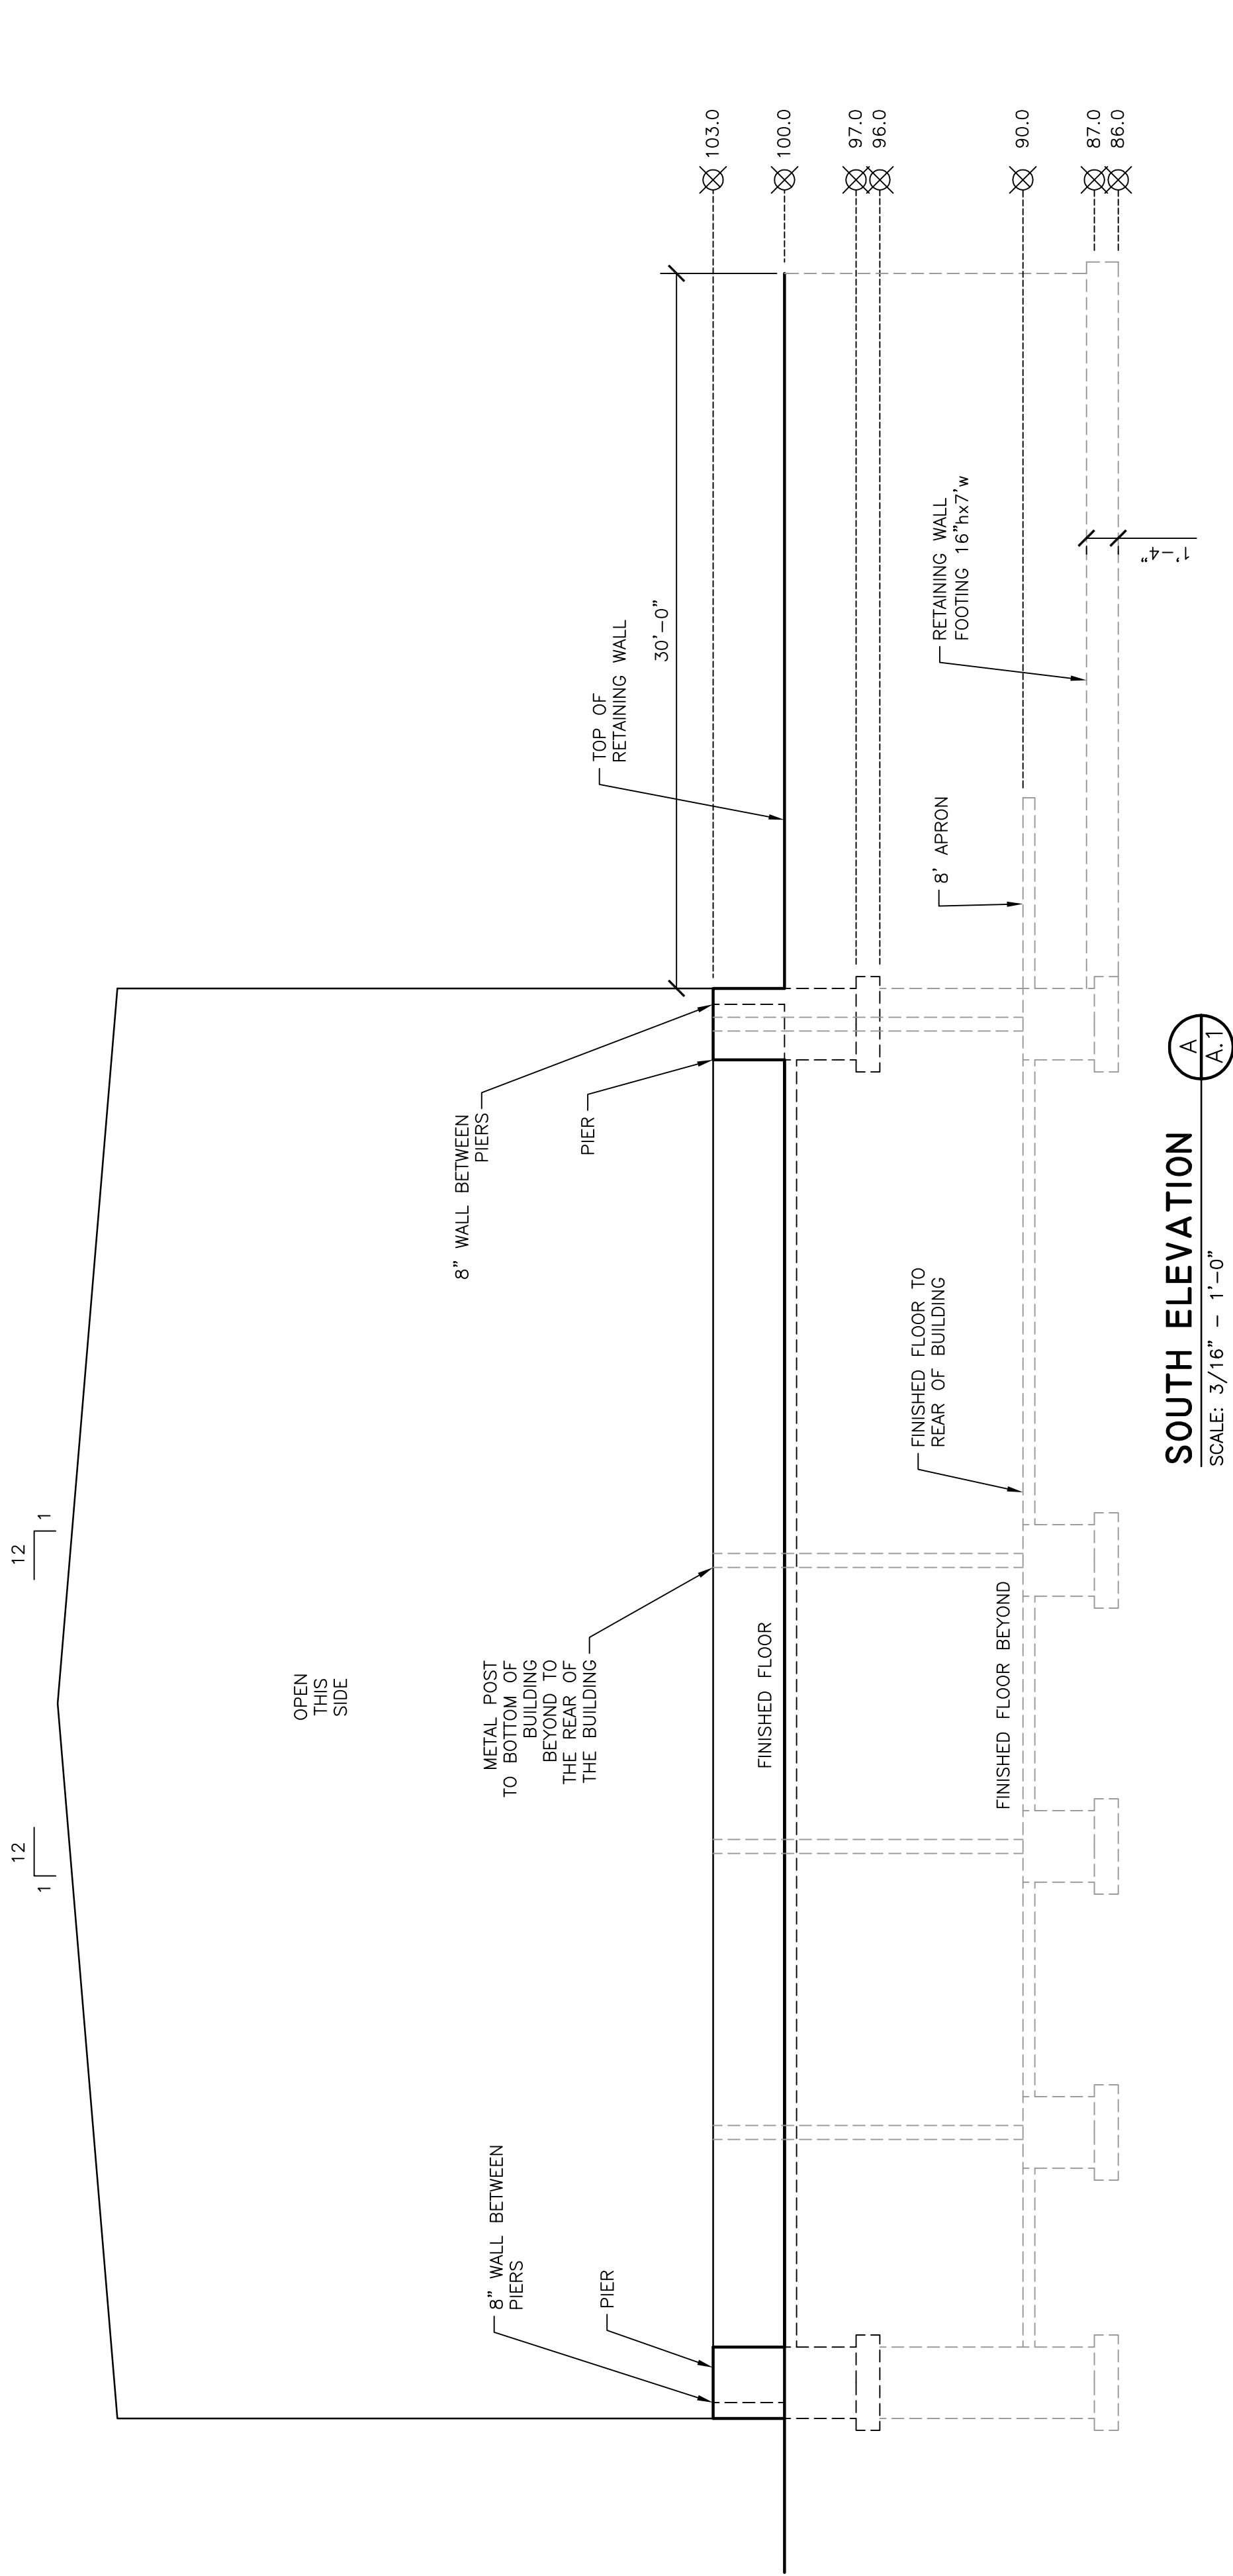 12
1
12
1
OPEN
THIS
SIDE
8" WALL BETWEEN
PIERS
PIER
METAL POST
TO BOTTOM OF
BUILDING
BEYOND TO
THE REAR OF
THE BUILDING
8" WALL BETWEEN
PIERS
PIER
TOP OF
RETAINING WALL
30'-0"
103.0
100.0
97.0
96.0
90.0
87.0
86.0
FINISHED FLOOR
FINISHED FLOOR TO
REAR OF BUILDING
8' APRON
RETAINING WALL
FOOTING 16"hx7'w
FINISHED FLOOR BEYOND
1'-4"
SOUTH ELEVATION
SCALE: 3/16" - 1'-0"
A
A.1